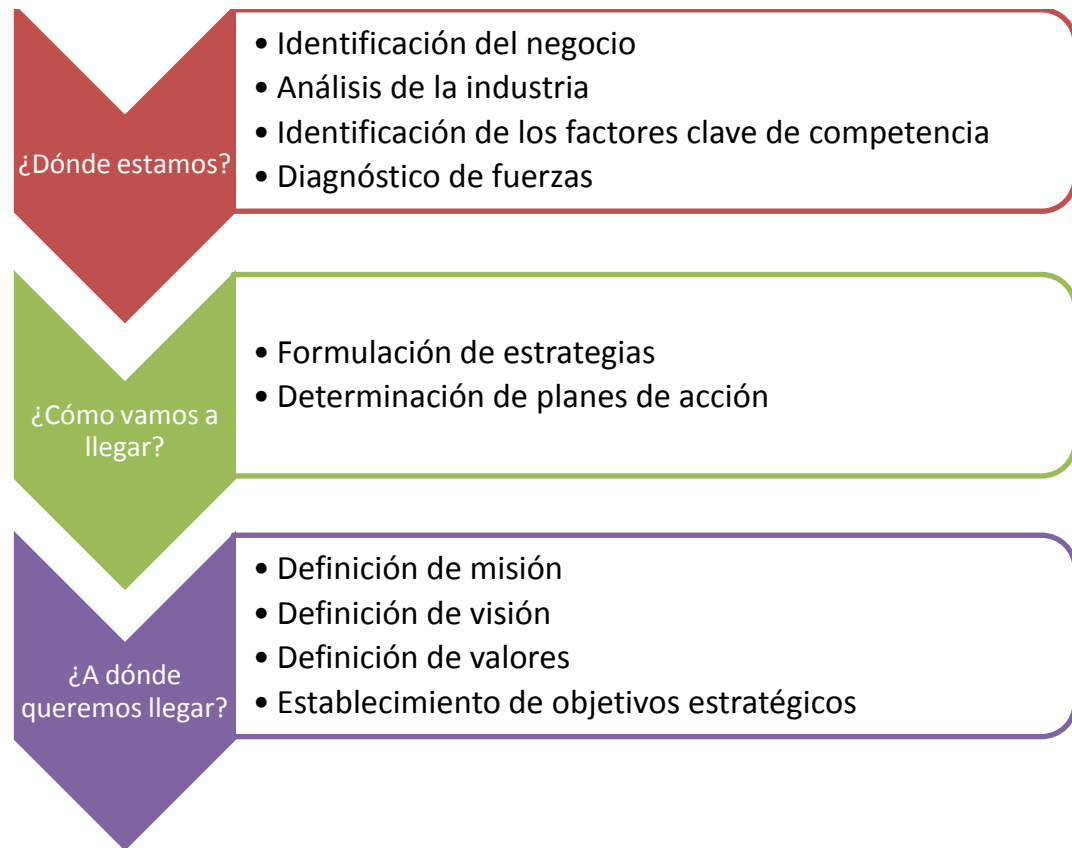 ¿Dónde estamos?
• Identificación del negocio
• Análisis de la industria
• Identificación de los factores clave de competencia
• Diagnóstico de fuerzas
¿Cómo vamos a
llegar?
• Formulación de estrategias
• Determinación de planes de acción
¿A dónde
queremos llegar?
• Definición de misión
• Definición de visión
• Definición de valores
• Establecimiento de objetivos estratégicos